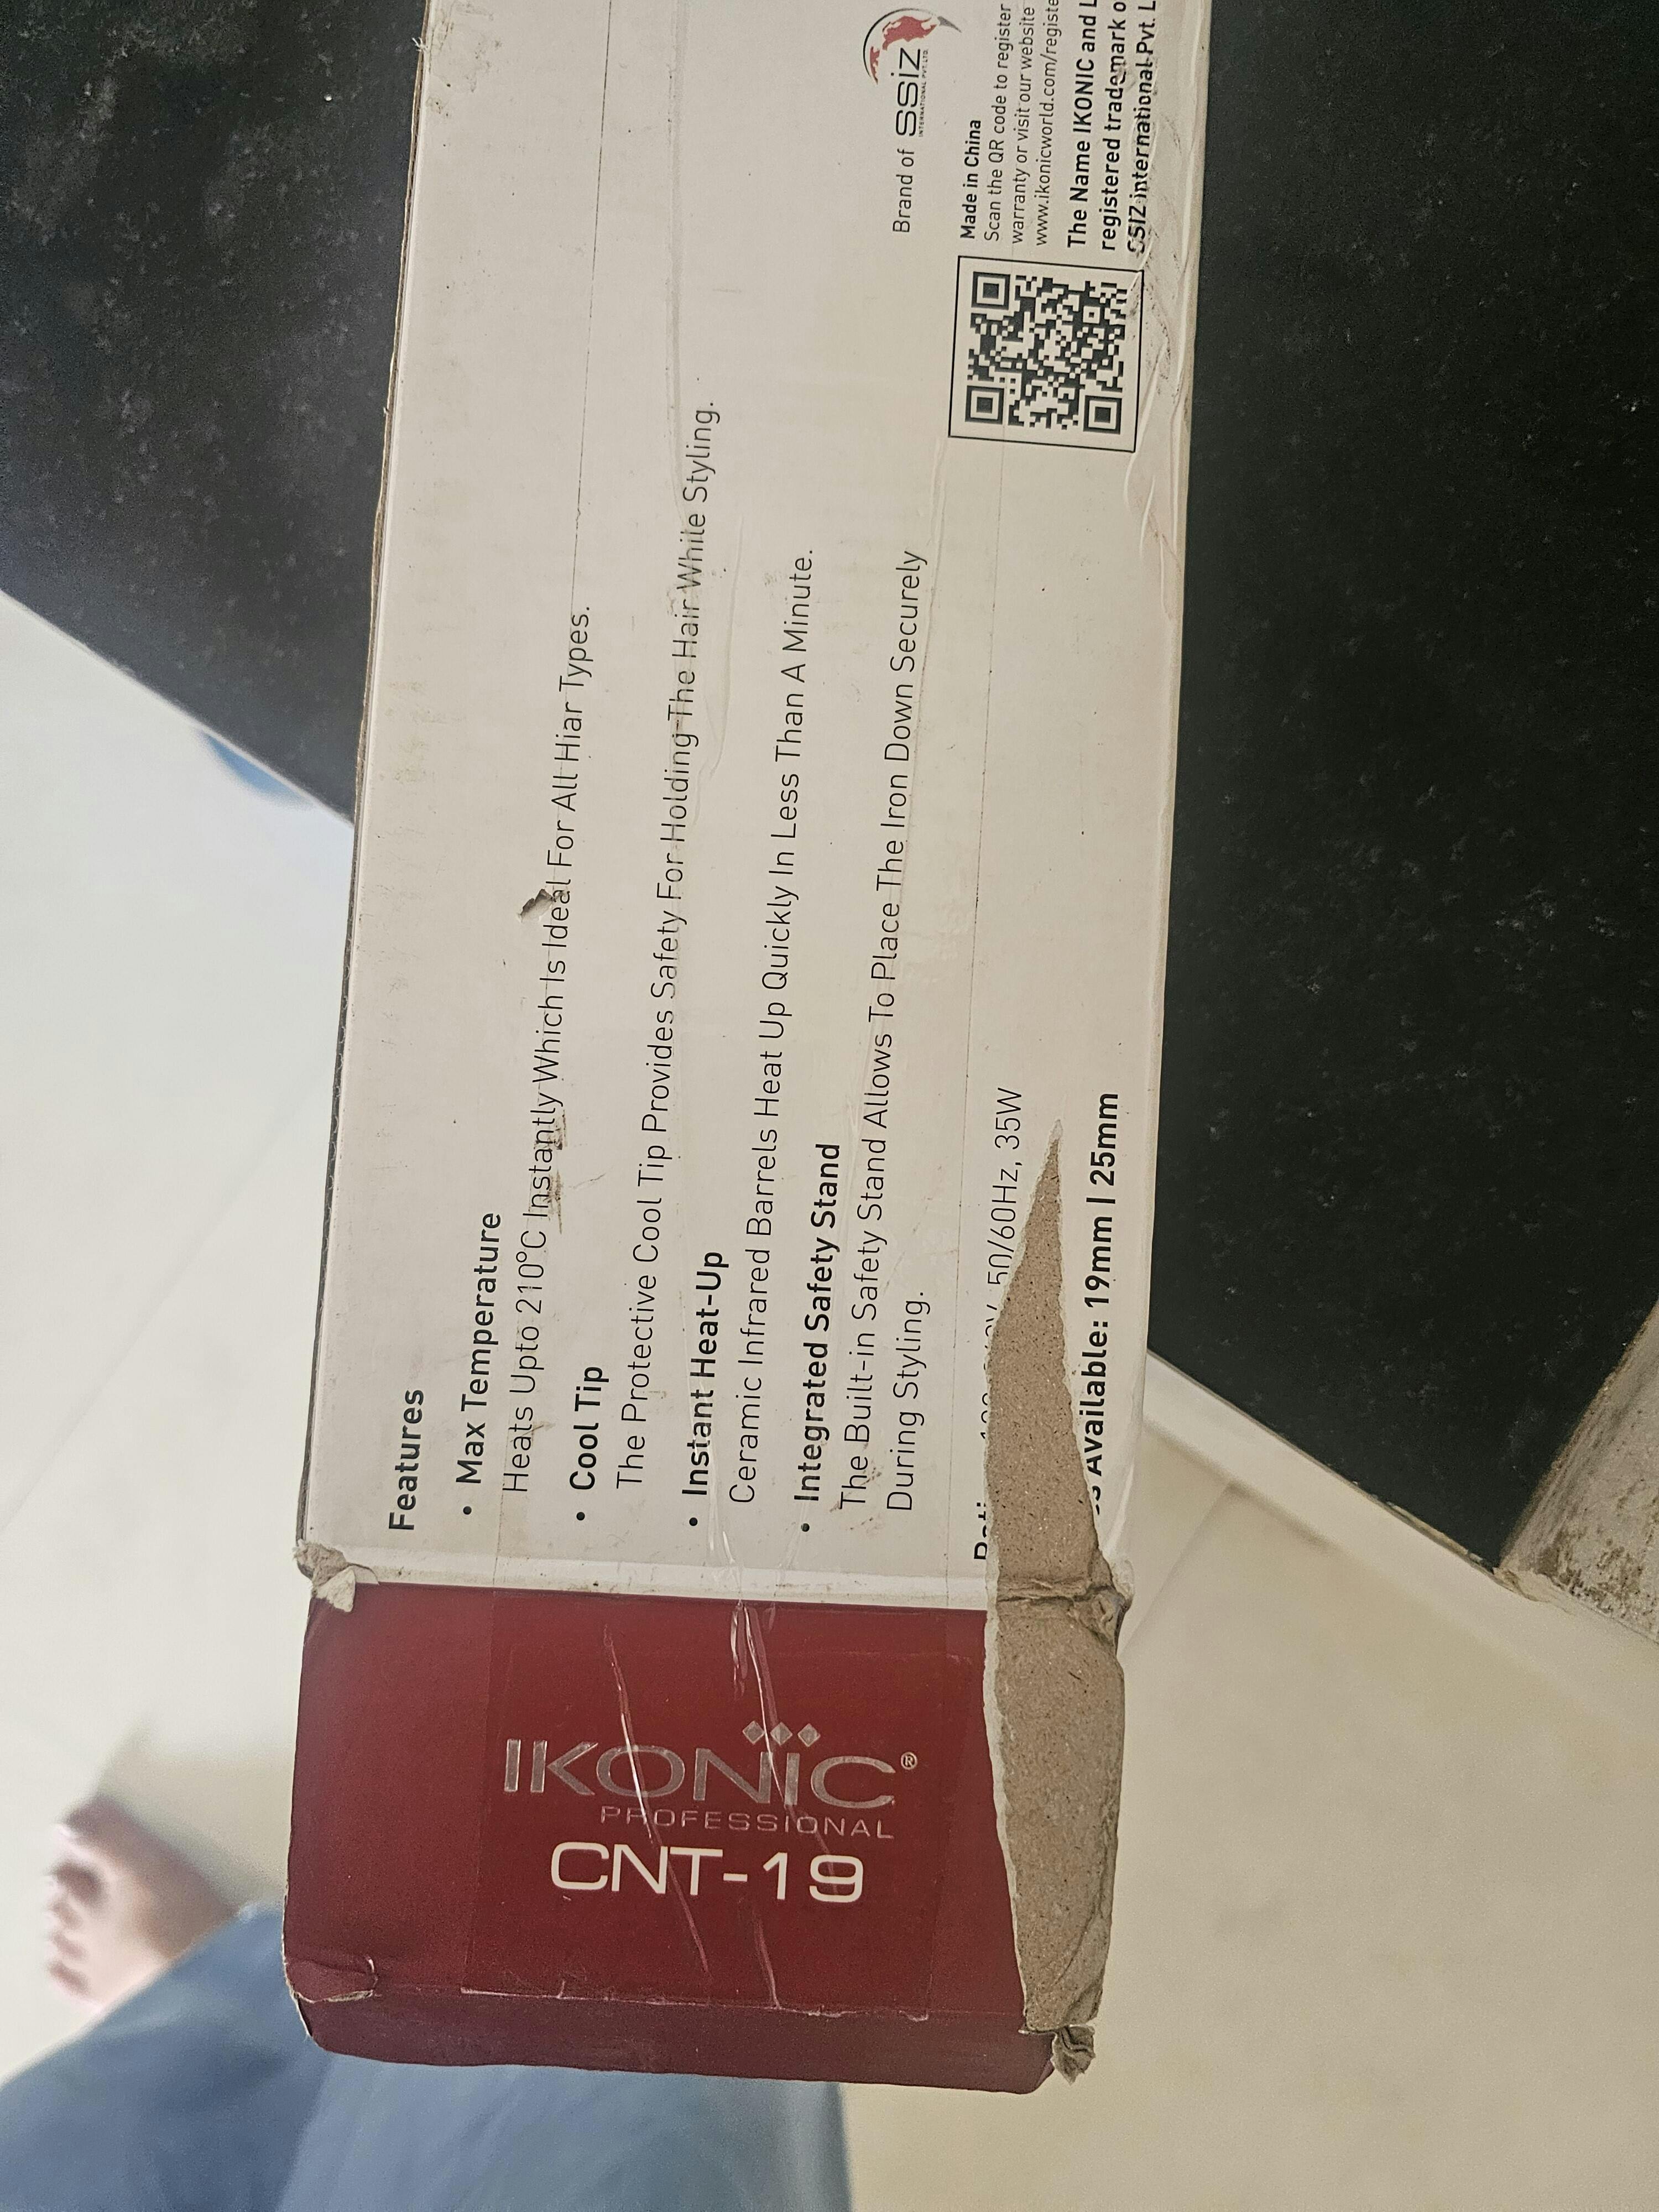 IKONIC®
PROFESSIONAL
CNT-19
Features
• Max Temperature
Heats Upto 210°C Instantly Which Is Ideal For All Hiar Types.
• Cool Tip
The Protective Cool Tip Provides Safety For Holding The Hair White Styling.
• Instant Heat-Up
Ceramic Infrared Barrels Heat Up Quickly In Less Than A Minute.
• Integrated Safety Stand
The Built-in Safety Stand Allows To Place The Iron Down Securely
During Styling.
50/60Hz, 35W
Available: 19mm | 25mm
Brand of SSIZ
INTERNATIONAL PVT. LTD.
Made in China
Scan the QR code to register
warranty or visit our website
www.ikonicworld.com/registe
The Name IKONIC and L
registered trademark o
SSIZ international Pvt. L